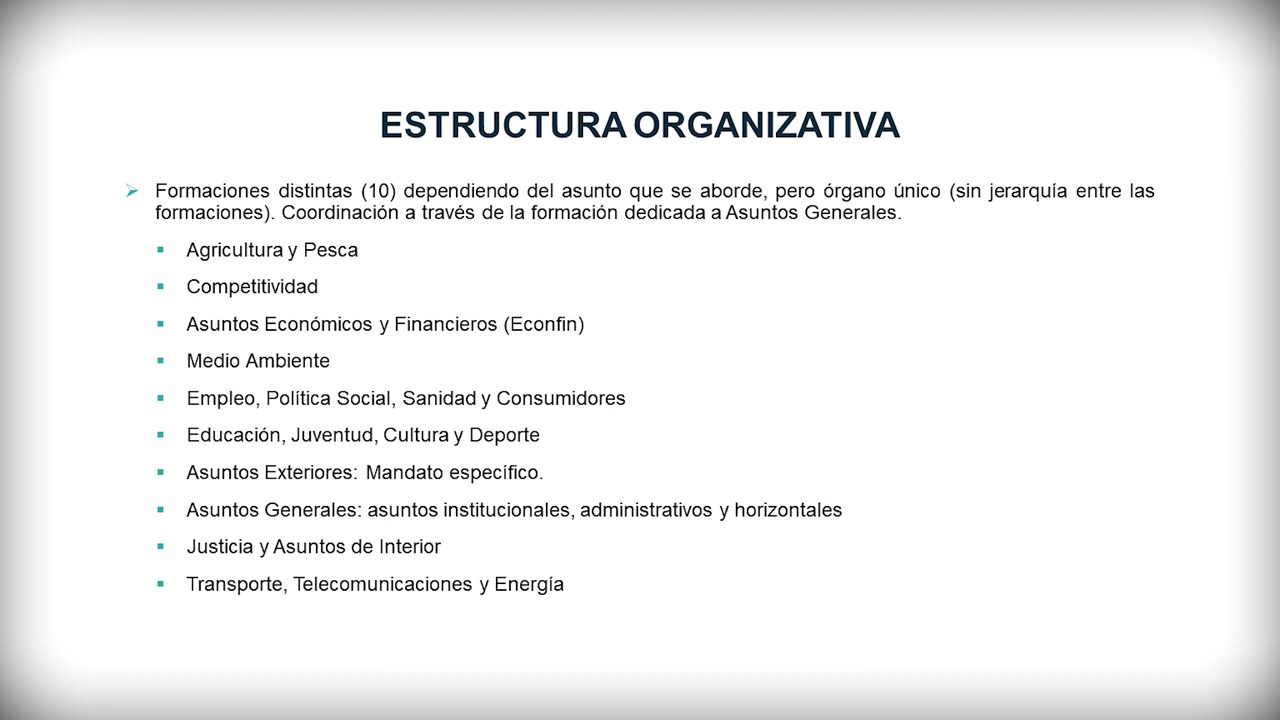 ESTRUCTURA ORGANIZATIVA
Formaciones distintas (10) dependiendo del asunto que se aborde, pero órgano único (sin jerarquía entre las
formaciones). Coordinación a través de la formación dedicada a Asuntos Generales.
Agricultura y Pesca
Competitividad
Asuntos Económicos y Financieros (Econfin)
Medio Ambiente
Empleo, Política Social, Sanidad y Consumidores
Educación, Juventud, Cultura y Deporte
Asuntos Exteriores: Mandato específico.
Asuntos Generales: asuntos institucionales, administrativos y horizontales
Justicia y Asuntos de Interior
Transporte, Telecomunicaciones y Energía